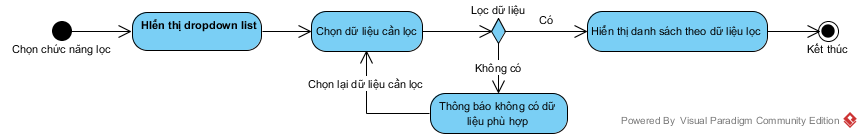 Lọc dữ liệu
Hiển thị dropdown list
Chọn dữ liệu cần lọc
Có
Hiển thị danh sách theo dữ liệu lọc
Chọn chức năng lọc
Kết thúc
Không có
Chọn lại dữ liệu cần lọc
Thông báo không có dữ
liệu phù hợp
Powered By Visual Paradigm Community Edition